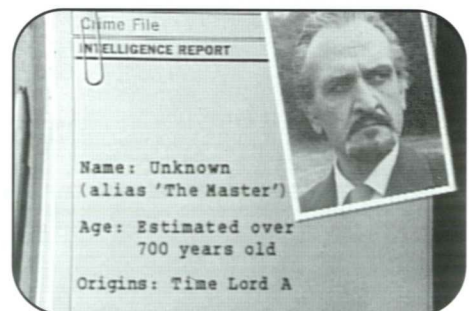 Crime File
INTELLIGENCE REPORT
Name: Unknown
(alias 'The Master')
Age: Estimated over
700 years old
Origins: Time Lord A